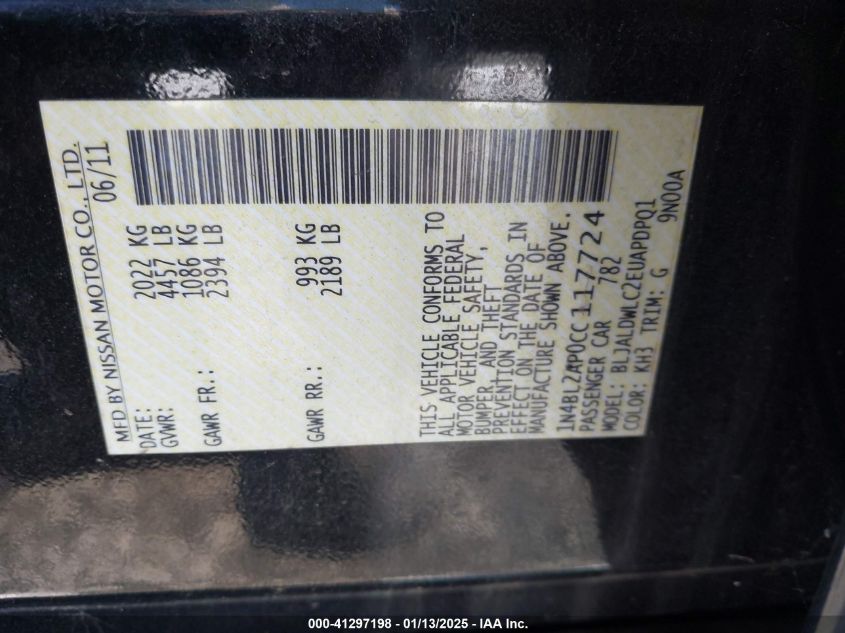 MFD BY NISSAN MOTOR CO., LTD.
DATE: 06/11
GVWR: 2022 KG
4457 LB
GAWR FR.: 1086 KG
2394 LB
GAWR RR.: 993 KG
2189 LB
THIS VEHICLE CONFORMS TO
ALL APPLICABLE FEDERAL
MOTOR VEHICLE SAFETY,
BUMPER, AND THEFT
PREVENTION STANDARDS IN
EFFECT ON THE DATE OF
MANUFACTURE SHOWN ABOVE.
1N4BL2AP0CC117724
PASSENGER CAR 782
MODEL: BLJALDWLC2EUAPDPQ1
COLOR: KH3 TRIM: G 9N00A
000-41297198 - 01/13/2025 - IAA Inc.